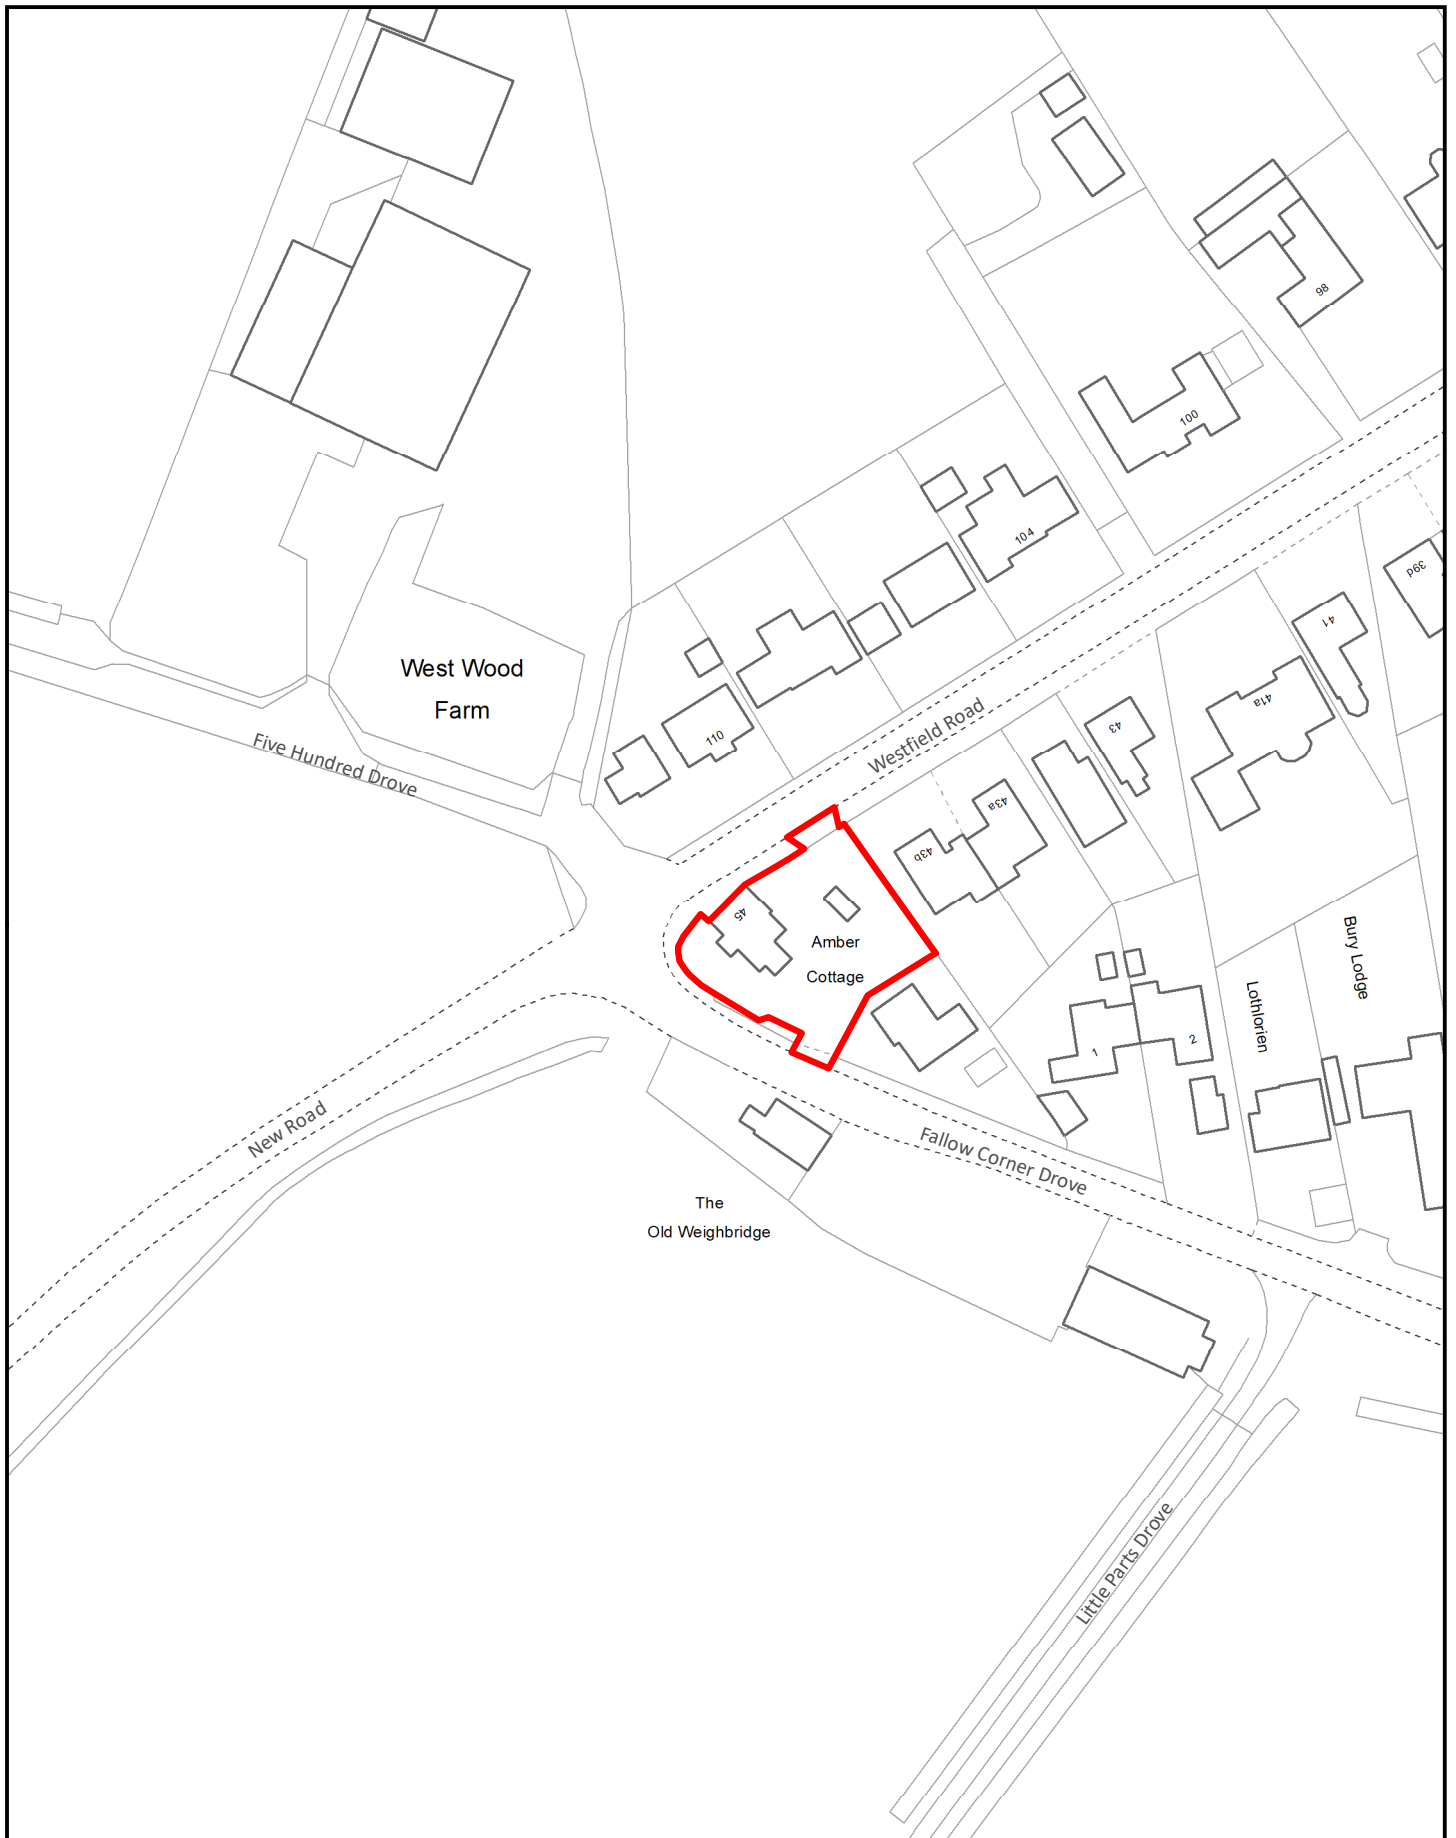 98
100
104
39d
41
West Wood
Farm
41a
Westfield Road
43
110
Five Hundred Drove
43a
43b
45
Amber
Cottage
Bury Lodge
Lothlorien
2
1
New Road
Fallow Corner Drove
The
Old Weighbridge
Little Parts Drove